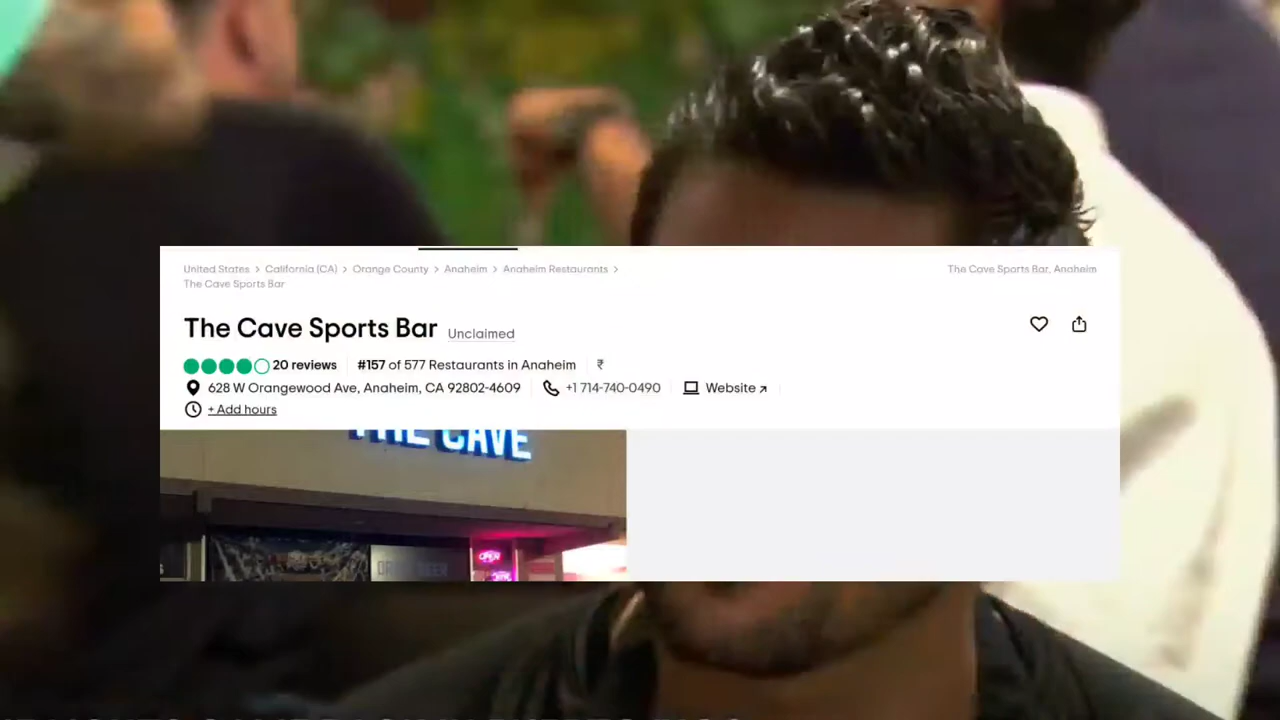 United States > California (CA) > Orange County > Anaheim > Anaheim Restaurants >
The Cave Sports Bar
The Cave Sports Bar, Anaheim
The Cave Sports Bar Unclaimed
20 reviews #157 of 577 Restaurants in Anaheim ₹
628 W Orangewood Ave, Anaheim, CA 92802-4609 +1 714-740-0490 Website ↗
+ Add hours
THE CAVE
OPEN